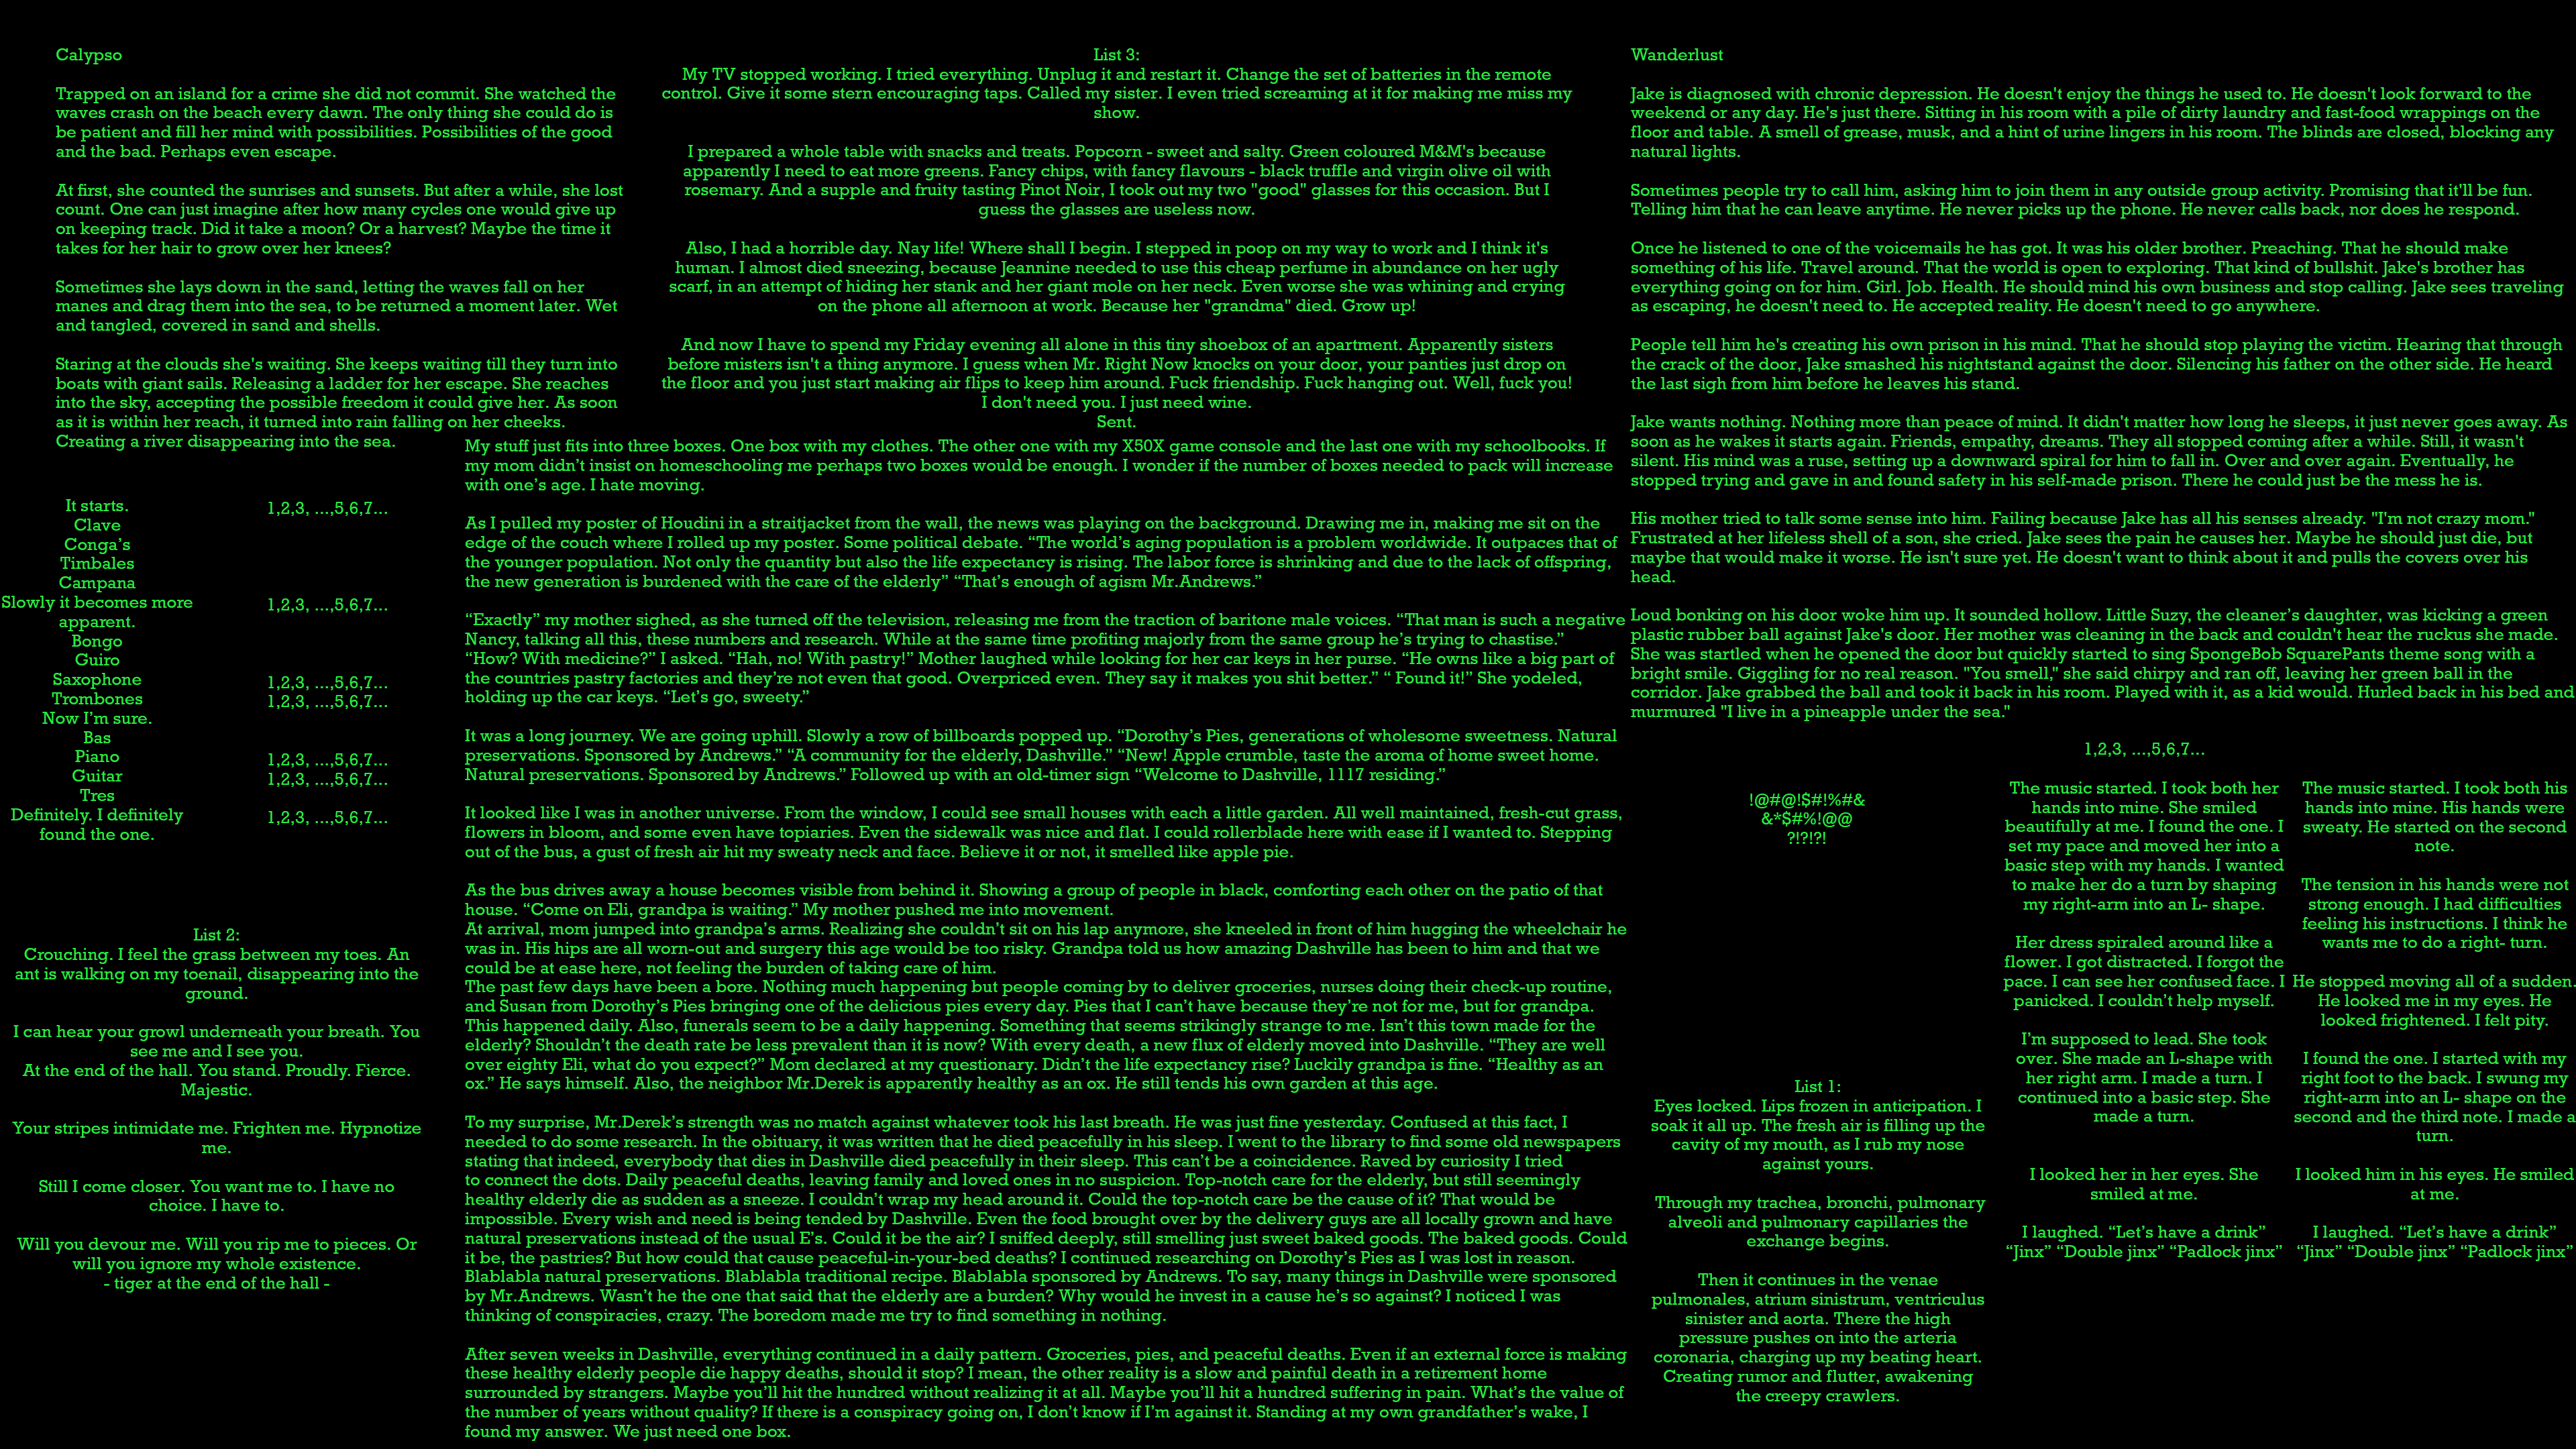 Calypso
Trapped on an island for a crime she did not commit. She watched the
waves crash on the beach every dawn. The only thing she could do is
be patient and fill her mind with possibilities. Possibilities of the good
and the bad. Perhaps even escape.
At first, she counted the sunrises and sunsets. But after a while, she lost
count. One can just imagine after how many cycles one would give up
on keeping track. Did it take a moon? Or a harvest? Maybe the time it
takes for her hair to grow over her knees?
Sometimes she lays down in the sand, letting the waves fall on her
manes and drag them into the sea, to be returned a moment later. Wet
and tangled, covered in sand and shells.
Staring at the clouds she's waiting. She keeps waiting till they turn into
boats with giant sails. Releasing a ladder for her escape. She reaches
into the sky, accepting the possible freedom it could give her. As soon
as it is within her reach, it turned into rain falling on her cheeks.
Creating a river disappearing into the sea.
It starts.
Clave
Conga’s
Timbales
Campana
Slowly it becomes more
apparent.
Bongo
Guiro
Saxophone
Trombones
Now I’m sure.
Bas
Piano
Guitar
Tres
Definitely. I definitely
found the one.
1,2,3, ...,5,6,7...
1,2,3, ...,5,6,7...
1,2,3, ...,5,6,7...
1,2,3, ...,5,6,7...
1,2,3, ...,5,6,7...
1,2,3, ...,5,6,7...
1,2,3, ...,5,6,7...
List 2:
Crouching. I feel the grass between my toes. An
ant is walking on my toenail, disappearing into the
ground.
I can hear your growl underneath your breath. You
see me and I see you.
At the end of the hall. You stand. Proudly. Fierce.
Majestic.
Your stripes intimidate me. Frighten me. Hypnotize
me.
Still I come closer. You want me to. I have no
choice. I have to.
Will you devour me. Will you rip me to pieces. Or
will you ignore my whole existence.
- tiger at the end of the hall -
List 3:
My TV stopped working. I tried everything. Unplug it and restart it. Change the set of batteries in the remote
control. Give it some stern encouraging taps. Called my sister. I even tried screaming at it for making me miss my
show.
I prepared a whole table with snacks and treats. Popcorn - sweet and salty. Green coloured M&M's because
apparently I need to eat more greens. Fancy chips, with fancy flavours - black truffle and virgin olive oil with
rosemary. And a supple and fruity tasting Pinot Noir, I took out my two "good" glasses for this occasion. But I
guess the glasses are useless now.
Also, I had a horrible day. Nay life! Where shall I begin. I stepped in poop on my way to work and I think it's
human. I almost died sneezing, because Jeannine needed to use this cheap perfume in abundance on her ugly
scarf, in an attempt of hiding her stank and her giant mole on her neck. Even worse she was whining and crying
on the phone all afternoon at work. Because her "grandma" died. Grow up!
And now I have to spend my Friday evening all alone in this tiny shoebox of an apartment. Apparently sisters
before misters isn't a thing anymore. I guess when Mr. Right Now knocks on your door, your panties just drop on
the floor and you just start making air flips to keep him around. Fuck friendship. Fuck hanging out. Well, fuck you!
I don't need you. I just need wine.
Sent.
My stuff just fits into three boxes. One box with my clothes. The other one with my X50X game console and the last one with my schoolbooks. If
my mom didn’t insist on homeschooling me perhaps two boxes would be enough. I wonder if the number of boxes needed to pack will increase
with one’s age. I hate moving.
As I pulled my poster of Houdini in a straitjacket from the wall, the news was playing on the background. Drawing me in, making me sit on the
edge of the couch where I rolled up my poster. Some political debate. “The world’s aging population is a problem worldwide. It outpaces that of
the younger population. Not only the quantity but also the life expectancy is rising. The labor force is shrinking and due to the lack of offspring,
the new generation is burdened with the care of the elderly” “That’s enough of agism Mr.Andrews.”
“Exactly” my mother sighed, as she turned off the television, releasing me from the traction of baritone male voices. “That man is such a negative
Nancy, talking all this, these numbers and research. While at the same time profiting majorly from the same group he’s trying to chastise.”
“How? With medicine?” I asked. “Hah, no! With pastry!” Mother laughed while looking for her car keys in her purse. “He owns like a big part of
the countries pastry factories and they’re not even that good. Overpriced even. They say it makes you shit better.” “ Found it!” She yodeled,
holding up the car keys. “Let’s go, sweety.”
It was a long journey. We are going uphill. Slowly a row of billboards popped up. “Dorothy’s Pies, generations of wholesome sweetness. Natural
preservations. Sponsored by Andrews.” “A community for the elderly, Dashville.” “New! Apple crumble, taste the aroma of home sweet home.
Natural preservations. Sponsored by Andrews.” Followed up with an old-timer sign “Welcome to Dashville, 1117 residing.”
It looked like I was in another universe. From the window, I could see small houses with each a little garden. All well maintained, fresh-cut grass,
flowers in bloom, and some even have topiaries. Even the sidewalk was nice and flat. I could rollerblade here with ease if I wanted to. Stepping
out of the bus, a gust of fresh air hit my sweaty neck and face. Believe it or not, it smelled like apple pie.
As the bus drives away a house becomes visible from behind it. Showing a group of people in black, comforting each other on the patio of that
house. “Come on Eli, grandpa is waiting.” My mother pushed me into movement.
At arrival, mom jumped into grandpa’s arms. Realizing she couldn’t sit on his lap anymore, she kneeled in front of him hugging the wheelchair he
was in. His hips are all worn-out and surgery this age would be too risky. Grandpa told us how amazing Dashville has been to him and that we
could be at ease here, not feeling the burden of taking care of him.
The past few days have been a bore. Nothing much happening but people coming by to deliver groceries, nurses doing their check-up routine,
and Susan from Dorothy’s Pies bringing one of the delicious pies every day. Pies that I can’t have because they’re not for me, but for grandpa.
This happened daily. Also, funerals seem to be a daily happening. Something that seems strikingly strange to me. Isn’t this town made for the
elderly? Shouldn’t the death rate be less prevalent than it is now? With every death, a new flux of elderly moved into Dashville. “They are well
over eighty Eli, what do you expect?” Mom declared at my questionary. Didn’t the life expectancy rise? Luckily grandpa is fine. “Healthy as an
ox.” He says himself. Also, the neighbor Mr.Derek is apparently healthy as an ox. He still tends his own garden at this age.
To my surprise, Mr.Derek’s strength was no match against whatever took his last breath. He was just fine yesterday. Confused at this fact, I
needed to do some research. In the obituary, it was written that he died peacefully in his sleep. I went to the library to find some old newspapers
stating that indeed, everybody that dies in Dashville died peacefully in their sleep. This can’t be a coincidence. Raved by curiosity I tried
to connect the dots. Daily peaceful deaths, leaving family and loved ones in no suspicion. Top-notch care for the elderly, but still seemingly
healthy elderly die as sudden as a sneeze. I couldn’t wrap my head around it. Could the top-notch care be the cause of it? That would be
impossible. Every wish and need is being tended by Dashville. Even the food brought over by the delivery guys are all locally grown and have
natural preservations instead of the usual E’s. Could it be the air? I sniffed deeply, still smelling just sweet baked goods. The baked goods. Could
it be, the pastries? But how could that cause peaceful-in-your-bed deaths? I continued researching on Dorothy’s Pies as I was lost in reason.
Blablabla natural preservations. Blablabla traditional recipe. Blablabla sponsored by Andrews. To say, many things in Dashville were sponsored
by Mr.Andrews. Wasn’t he the one that said that the elderly are a burden? Why would he invest in a cause he’s so against? I noticed I was
thinking of conspiracies, crazy. The boredom made me try to find something in nothing.
After seven weeks in Dashville, everything continued in a daily pattern. Groceries, pies, and peaceful deaths. Even if an external force is making
these healthy elderly people die happy deaths, should it stop? I mean, the other reality is a slow and painful death in a retirement home
surrounded by strangers. Maybe you’ll hit the hundred without realizing it at all. Maybe you’ll hit a hundred suffering in pain. What’s the value of
the number of years without quality? If there is a conspiracy going on, I don’t know if I’m against it. Standing at my own grandfather’s wake, I
found my answer. We just need one box.
Wanderlust
Jake is diagnosed with chronic depression. He doesn't enjoy the things he used to. He doesn't look forward to the
weekend or any day. He's just there. Sitting in his room with a pile of dirty laundry and fast-food wrappings on the
floor and table. A smell of grease, musk, and a hint of urine lingers in his room. The blinds are closed, blocking any
natural lights.
Sometimes people try to call him, asking him to join them in any outside group activity. Promising that it'll be fun.
Telling him that he can leave anytime. He never picks up the phone. He never calls back, nor does he respond.
Once he listened to one of the voicemails he has got. It was his older brother. Preaching. That he should make
something of his life. Travel around. That the world is open to exploring. That kind of bullshit. Jake's brother has
everything going on for him. Girl. Job. Health. He should mind his own business and stop calling. Jake sees traveling
as escaping, he doesn't need to. He accepted reality. He doesn't need to go anywhere.
People tell him he's creating his own prison in his mind. That he should stop playing the victim. Hearing that through
the crack of the door, Jake smashed his nightstand against the door. Silencing his father on the other side. He heard
the last sigh from him before he leaves his stand.
Jake wants nothing. Nothing more than peace of mind. It didn't matter how long he sleeps, it just never goes away. As
soon as he wakes it starts again. Friends, empathy, dreams. They all stopped coming after a while. Still, it wasn't
silent. His mind was a ruse, setting up a downward spiral for him to fall in. Over and over again. Eventually, he
stopped trying and gave in and found safety in his self-made prison. There he could just be the mess he is.
His mother tried to talk some sense into him. Failing because Jake has all his senses already. "I'm not crazy mom."
Frustrated at her lifeless shell of a son, she cried. Jake sees the pain he causes her. Maybe he should just die, but
maybe that would make it worse. He isn't sure yet. He doesn't want to think about it and pulls the covers over his
head.
Loud bonking on his door woke him up. It sounded hollow. Little Suzy, the cleaner’s daughter, was kicking a green
plastic rubber ball against Jake's door. Her mother was cleaning in the back and couldn't hear the ruckus she made.
She was startled when he opened the door but quickly started to sing SpongeBob SquarePants theme song with a
bright smile. Giggling for no real reason. "You smell," she said chirpy and ran off, leaving her green ball in the
corridor. Jake grabbed the ball and took it back in his room. Played with it, as a kid would. Hurled back in his bed and
murmured "I live in a pineapple under the sea."
!@#@!$#!%#&
&*$#%!@@
?!?!?!
List 1:
Eyes locked. Lips frozen in anticipation. I
soak it all up. The fresh air is filling up the
cavity of my mouth, as I rub my nose
against yours.
Through my trachea, bronchi, pulmonary
alveoli and pulmonary capillaries the
exchange begins.
Then it continues in the venae
pulmonales, atrium sinistrum, ventriculus
sinister and aorta. There the high
pressure pushes on into the arteria
coronaria, charging up my beating heart.
Creating rumor and flutter, awakening
the creepy crawlers.
1,2,3, ...,5,6,7...
The music started. I took both her
hands into mine. She smiled
beautifully at me. I found the one. I
set my pace and moved her into a
basic step with my hands. I wanted
to make her do a turn by shaping
my right-arm into an L- shape.
Her dress spiraled around like a
flower. I got distracted. I forgot the
pace. I can see her confused face. I
panicked. I couldn’t help myself.
I’m supposed to lead. She took
over. She made an L-shape with
her right arm. I made a turn. I
continued into a basic step. She
made a turn.
I looked her in her eyes. She
smiled at me.
I laughed. “Let’s have a drink”
“Jinx” “Double jinx” “Padlock jinx”
The music started. I took both his
hands into mine. His hands were
sweaty. He started on the second
note.
The tension in his hands were not
strong enough. I had difficulties
feeling his instructions. I think he
wants me to do a right- turn.
He stopped moving all of a sudden.
He looked me in my eyes. He
looked frightened. I felt pity.
I found the one. I started with my
right foot to the back. I swung my
right-arm into an L- shape on the
second and the third note. I made a
turn.
I looked him in his eyes. He smiled
at me.
I laughed. “Let’s have a drink”
“Jinx” “Double jinx” “Padlock jinx”